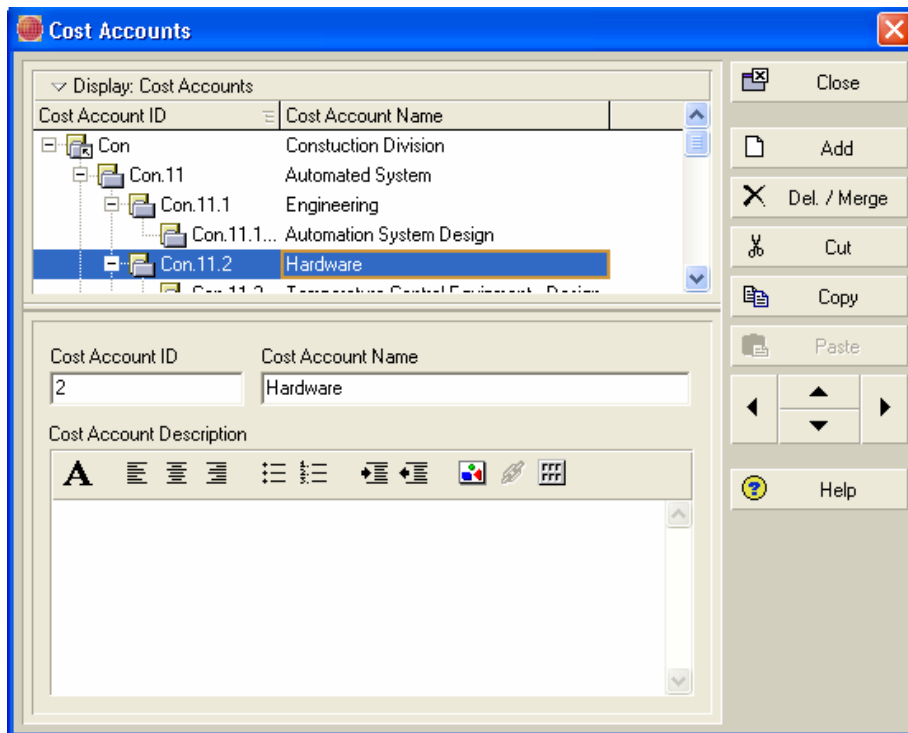 Cost Accounts
Display: Cost Accounts
Cost Account ID Cost Account Name
Con Constuction Division
Con.11 Automated System
Con.11.1 Engineering
Con.11.1... Automation System Design
Con.11.2 Hardware
Cost Account ID Cost Account Name
2 Hardware
Cost Account Description
A
Close
Add
Del. / Merge
Cut
Copy
Paste
Help